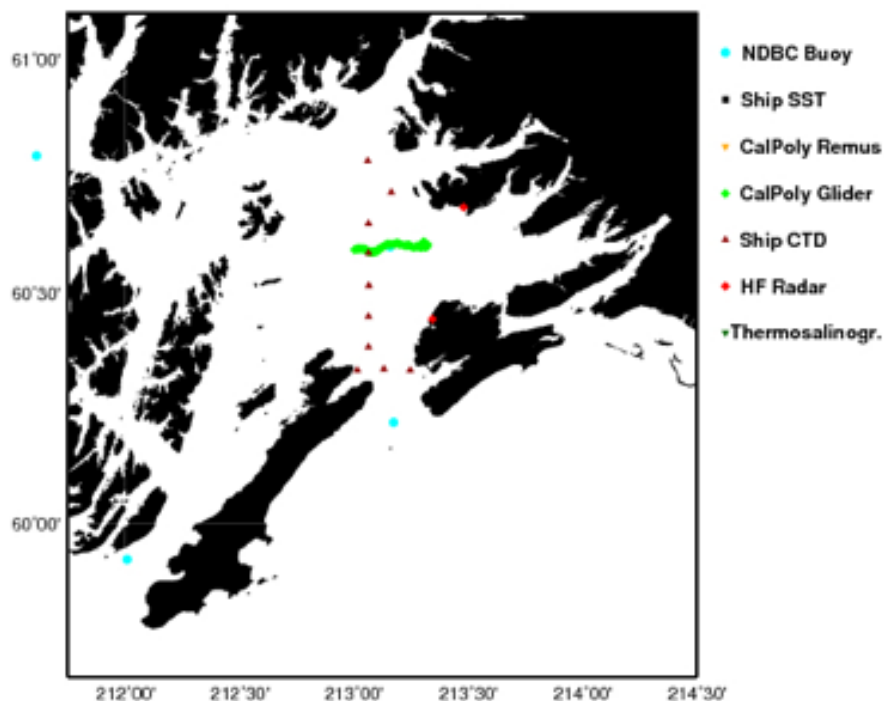 61°00'
60°30'
60°00'
212°00' 212°30' 213°00' 213°30' 214°00' 214°30'
NDBC Buoy
Ship SST
CalPoly Remus
CalPoly Glider
Ship CTD
HF Radar
Thermosalinogr.